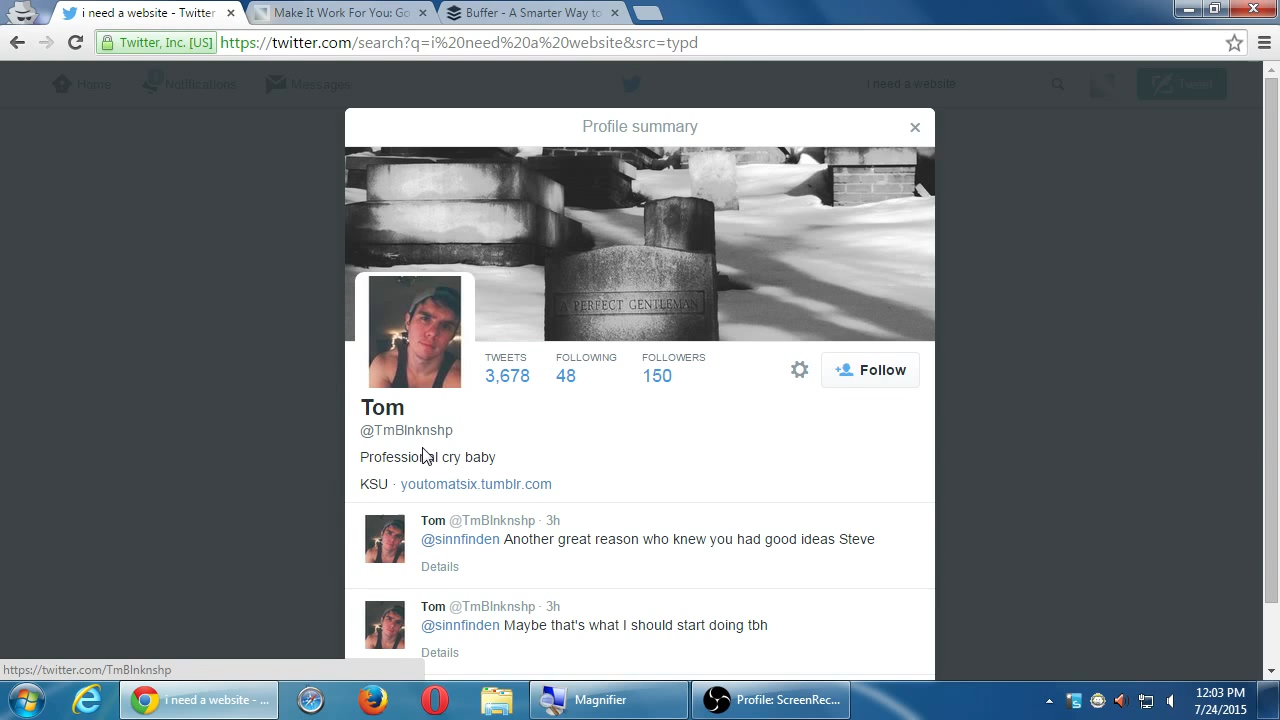 i need a website - Twitter
Make It Work For You: Go
Buffer - A Smarter Way to
Twitter, Inc. [US]
https://twitter.com/search?q=i%20need%20a%20website&src=typd
Home
Notifications
Messages
i need a website
Tweet
Profile summary
A PERFECT GENTLEMAN
TWEETS
FOLLOWING
FOLLOWERS
3,678
48
150
Follow
Tom
@TmBlnknshp
Professional cry baby
KSU · youtomatsix.tumblr.com
Tom @TmBlnknshp · 3h
@sinnfinden Another great reason who knew you had good ideas Steve
Details
Tom @TmBlnknshp · 3h
@sinnfinden Maybe that's what I should start doing tbh
Details
https://twitter.com/TmBlnknshp
i need a website - ...
Magnifier
Profile: ScreenRec...
12:03 PM
7/24/2015